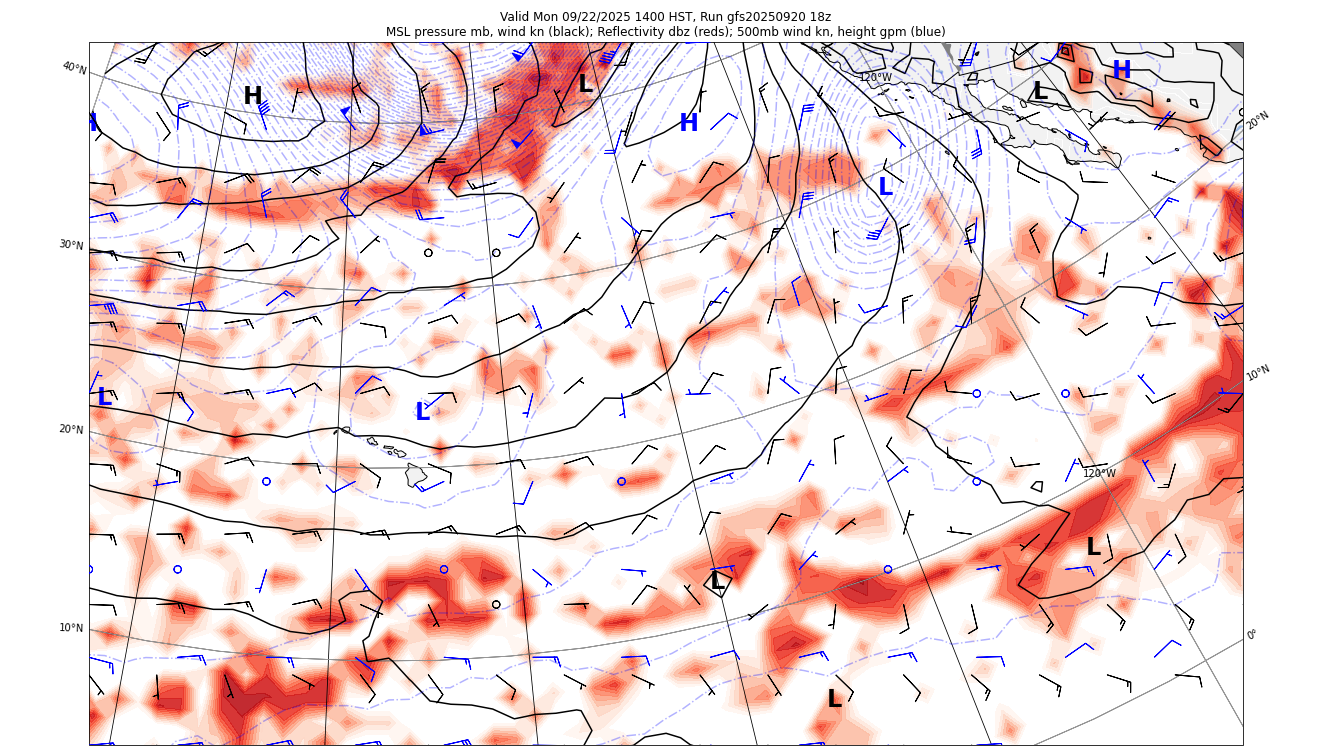 Valid Mon 09/22/2025 1400 HST, Run gfs20250920 18z
MSL pressure mb, wind kn (black); Reflectivity dbz (reds); 500mb wind kn, height gpm (blue)
40°N
120°W
H
L
H
H
L
H
20°N
L
30°N
10°N
L
L
20°N
120°W
L
L
10°N
0°
L